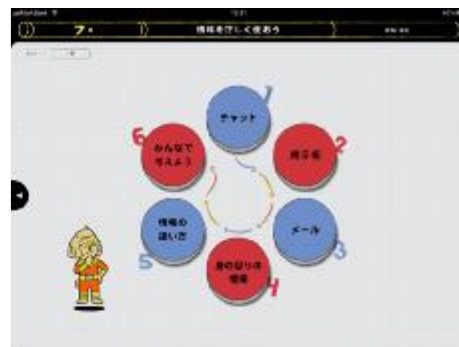 7
情報を正しく使おう
1
チャット
6
みんなで
考えよう
2
掲示板
5
情報の
扱い方
メール
3
身の回りの
情報
4